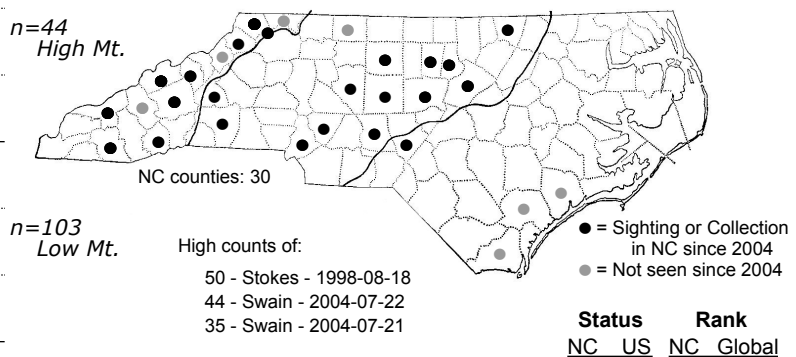 n=44
High Mt.
NC counties: 30
n=103
Low Mt.
High counts of:
50 - Stokes - 1998-08-18
44 - Swain - 2004-07-22
35 - Swain - 2004-07-21
● = Sighting or Collection
in NC since 2004
● = Not seen since 2004
Status Rank
NC US NC Global